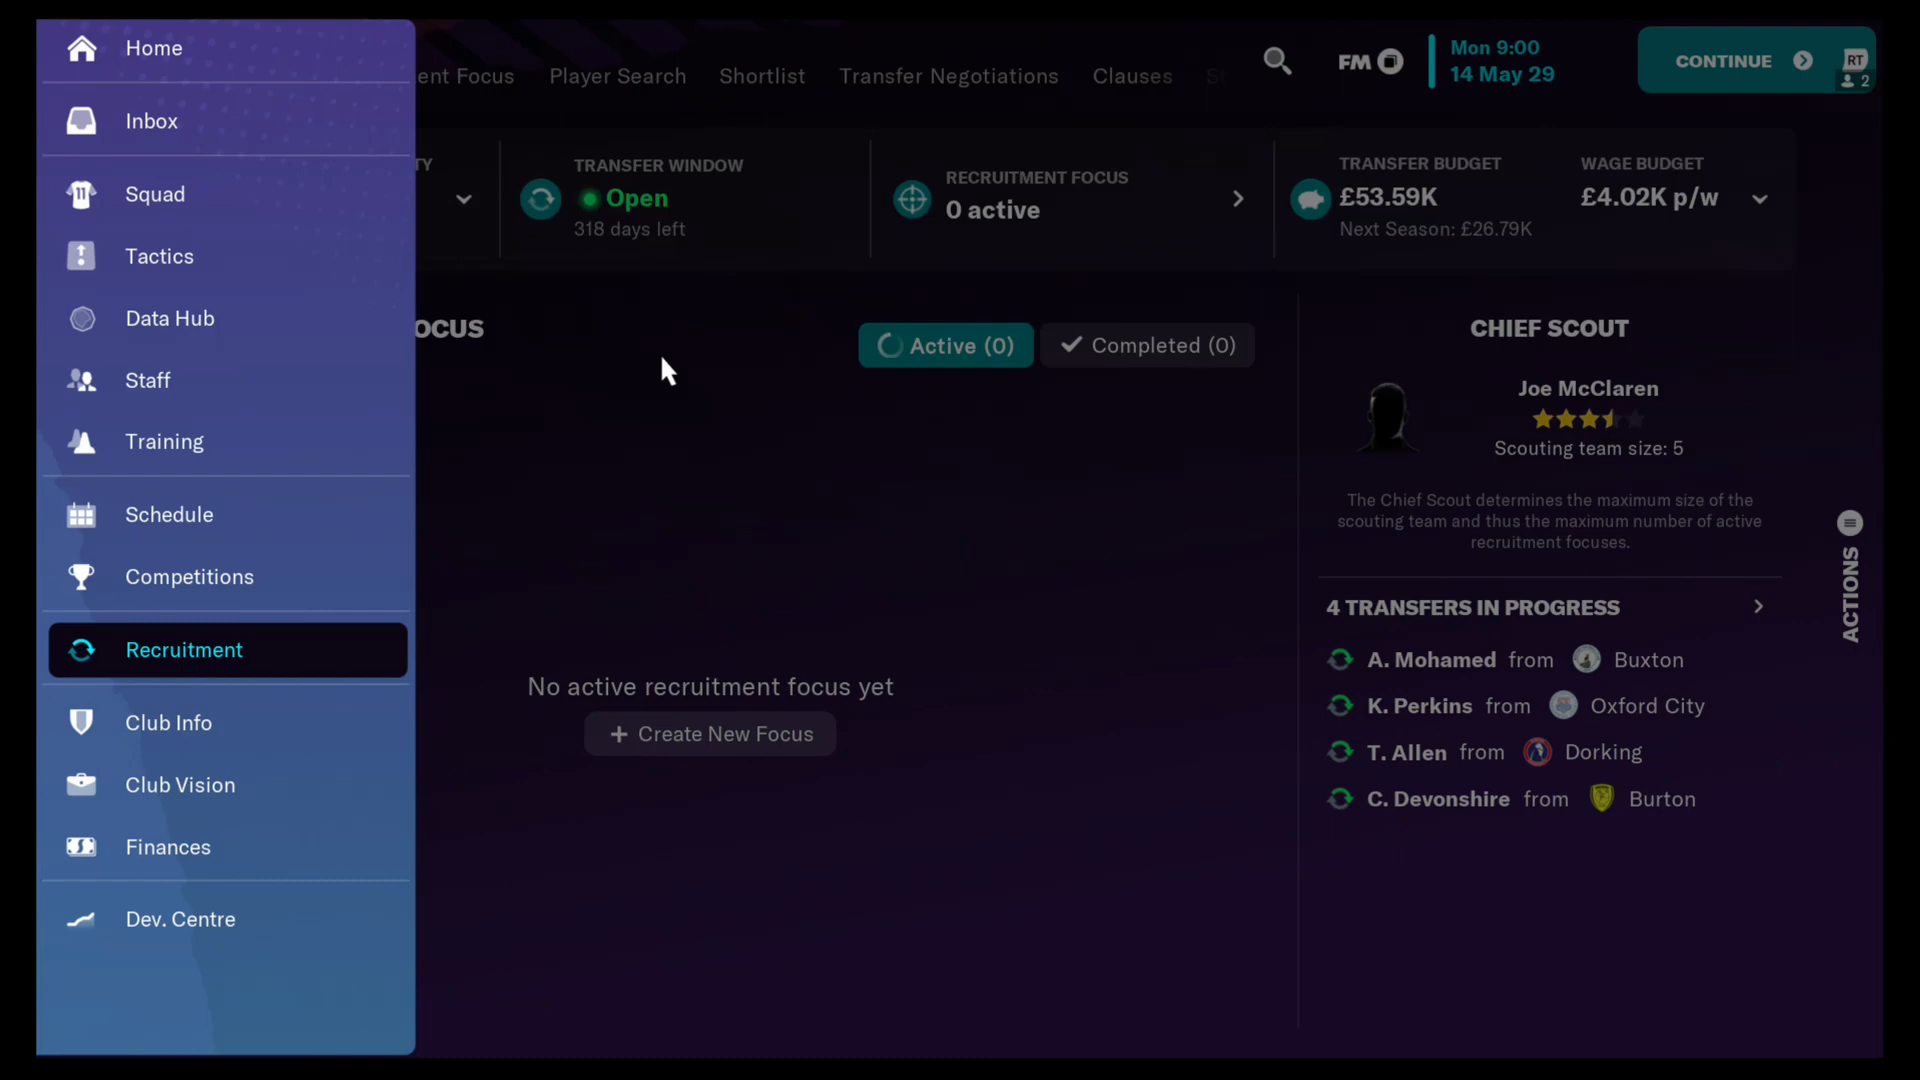 Home
Inbox
Squad
Tactics
Data Hub
Staff
Training
Schedule
Competitions
Recruitment
Club Info
Club Vision
Finances
Dev. Centre
ent Focus
Player Search
Shortlist
Transfer Negotiations
Clauses
FM
Mon 9:00
14 May 29
CONTINUE
RT
2
TY
TRANSFER WINDOW
Open
318 days left
RECRUITMENT FOCUS
0 active
TRANSFER BUDGET
£53.59K
Next Season: £26.79K
WAGE BUDGET
£4.02K p/w
OCUS
Active (0)
Completed (0)
No active recruitment focus yet
+ Create New Focus
CHIEF SCOUT
Joe McClaren
Scouting team size: 5
The Chief Scout determines the maximum size of the
scouting team and thus the maximum number of active
recruitment focuses.
4 TRANSFERS IN PROGRESS
A. Mohamed from Buxton
K. Perkins from Oxford City
T. Allen from Dorking
C. Devonshire from Burton
ACTIONS